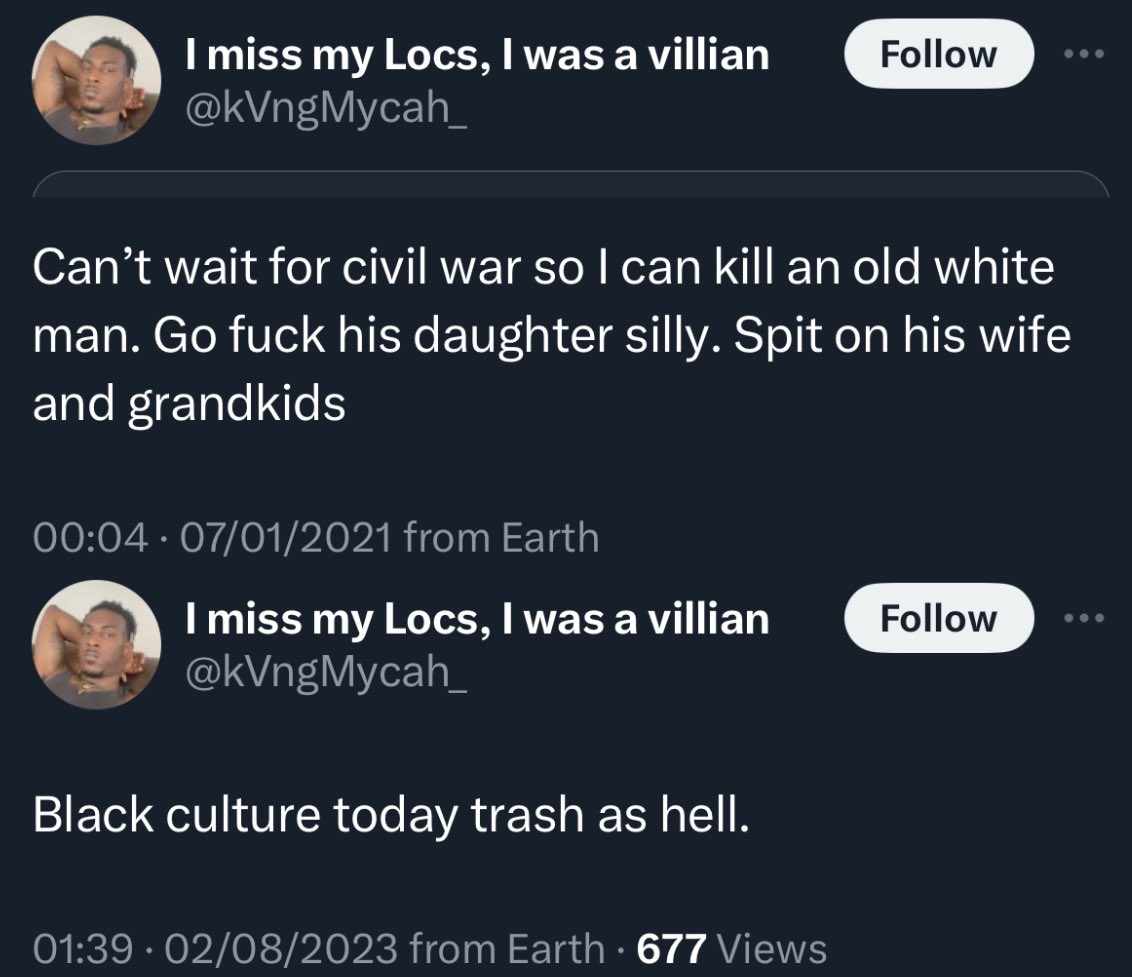 I miss my Locs, I was a villian
Follow
@kVngMycah_
Can’t wait for civil war so I can kill an old white
man. Go fuck his daughter silly. Spit on his wife
and grandkids
00:04 · 07/01/2021 from Earth
I miss my Locs, I was a villian
Follow
@kVngMycah_
Black culture today trash as hell.
01:39 · 02/08/2023 from Earth · 677 Views